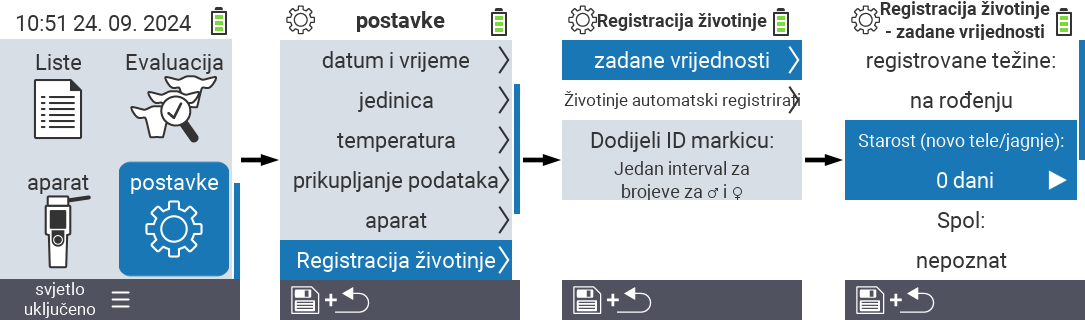 10:51 24. 09. 2024
Liste
Evaluacija
aparat
postavke
svjetlo
uključeno
postavke
datum i vrijeme
jedinica
temperatura
prikupljanje podataka
aparat
Registracija životinje
+
Registracija životinje
zadane vrijednosti
Životinje automatski registrirati
Dodijeli ID markicu:
Jedan interval za
brojeve za ♂ i ♀
+
Registracija životinje
- zadane vrijednosti
registrovane težine:
na rođenju
Starost (novo tele/jagnje):
0 dani
Spol:
nepoznat
+